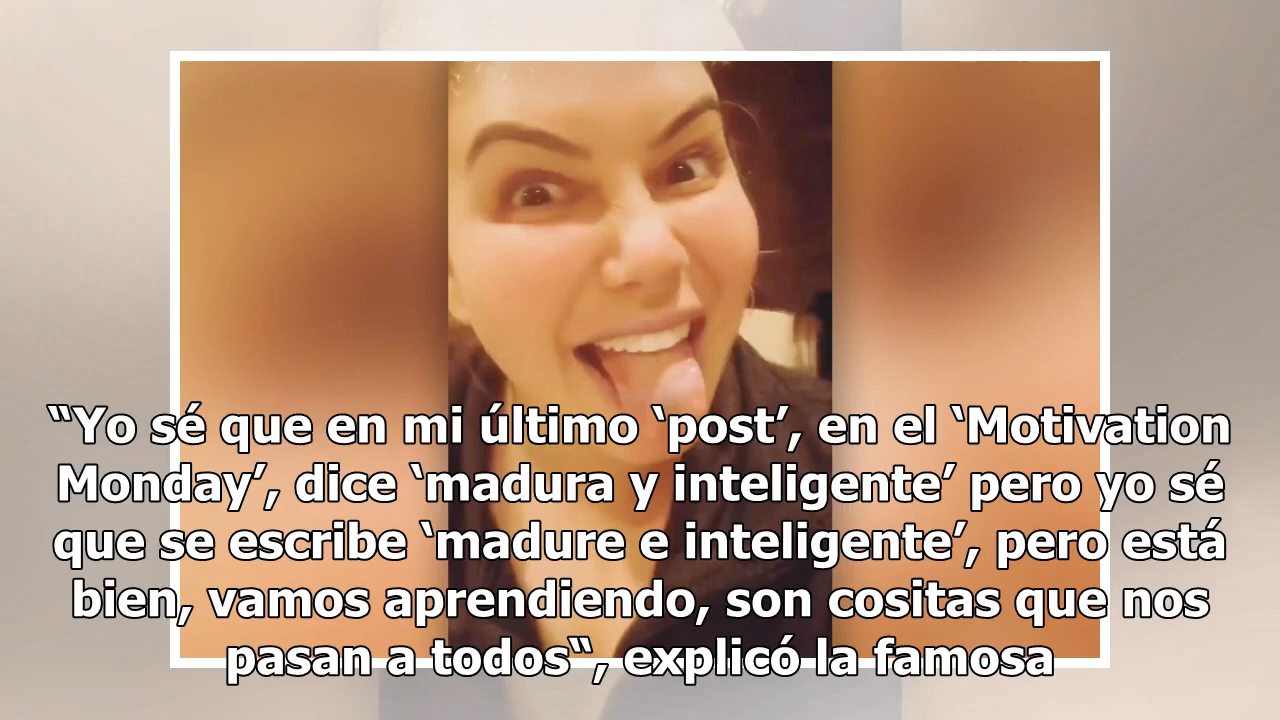 “Yo sé que en mi último ‘post’, en el ‘Motivation
Monday’, dice ‘madura y inteligente’ pero yo sé
que se escribe ‘madure e inteligente’, pero está
bien, vamos aprendiendo, son cositas que nos
pasan a todos“, explicó la famosa